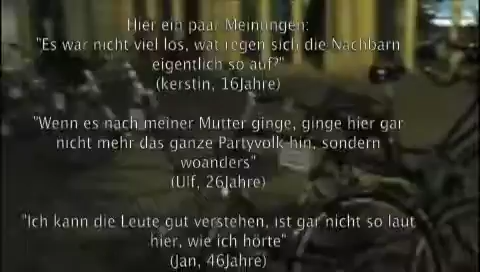 Hier ein paar Meinungen:
"Es war nicht viel los, wat regen sich die Nachbarn
eigentlich so auf?"
(kerstin, 16Jahre)
"Wenn es nach meiner Mutter ginge, ginge hier gar
nicht mehr das ganze Partyvolk hin, sondern
woanders"
(Ulf, 26Jahre)
"Ich kann die Leute gut verstehen, ist gar nicht so laut
hier, wie ich hörte"
(Jan, 46Jahre)